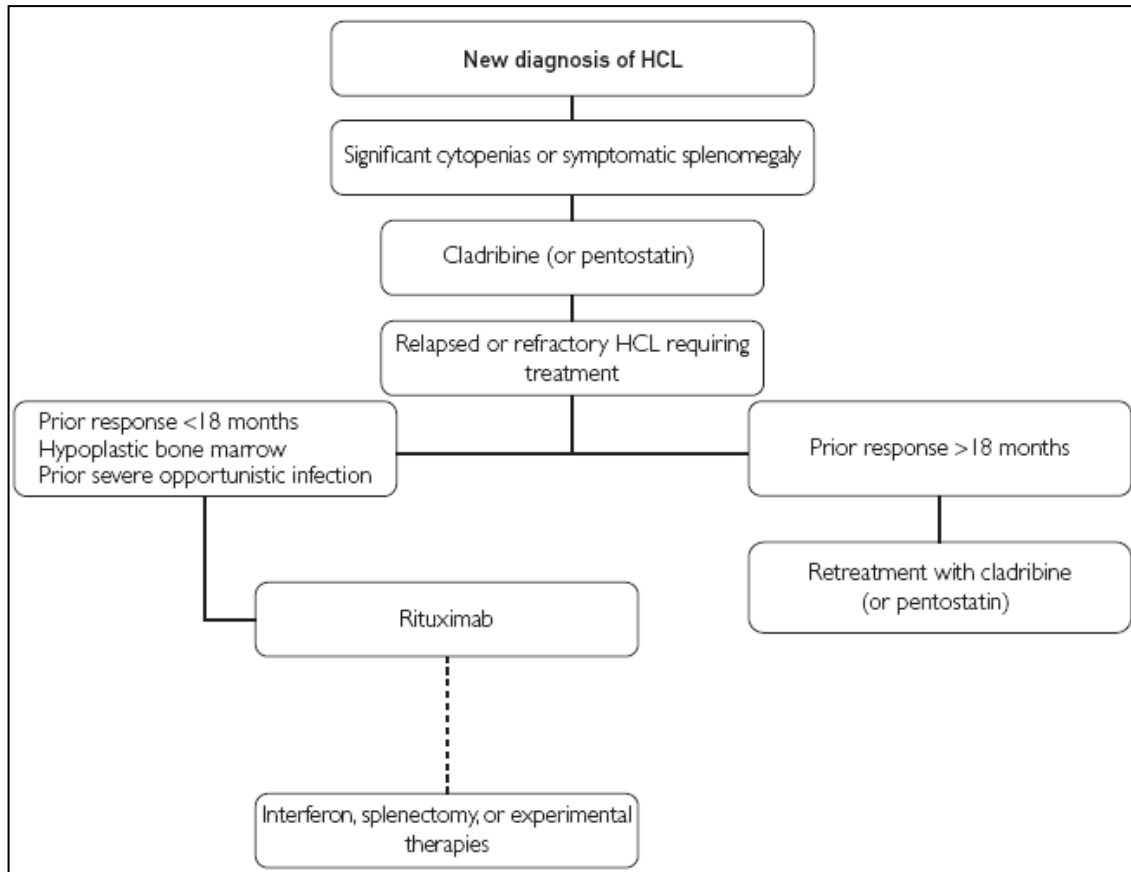 New diagnosis of HCL
Significant cytopenias or symptomatic splenomegaly
Cladribine (or pentostatin)
Relapsed or refractory HCL requiring
treatment
Prior response <18 months
Hypoplastic bone marrow
Prior severe opportunistic infection
Prior response >18 months
Retreatment with cladribine
(or pentostatin)
Rituximab
Interferon, splenectomy, or experimental
therapies